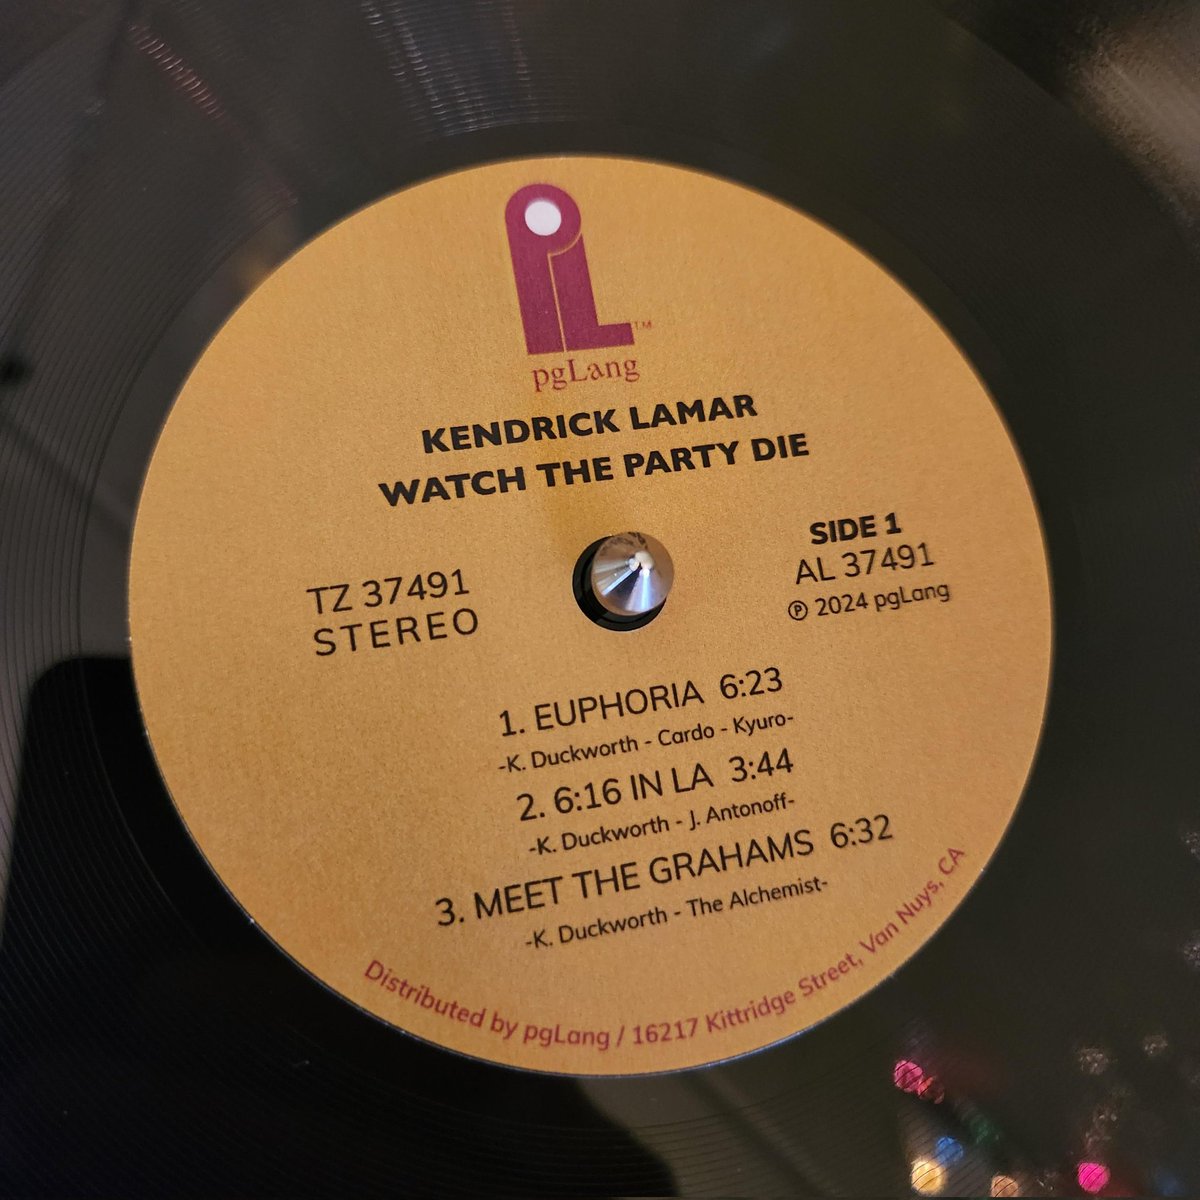 PL™
pgLang
KENDRICK LAMAR
WATCH THE PARTY DIE
TZ 37491
STEREO
SIDE 1
AL 37491
℗ 2024 pgLang
1. EUPHORIA 6:23
-K. Duckworth - Cardo - Kyuro-
2. 6:16 IN LA 3:44
-K. Duckworth - J. Antonoff-
3. MEET THE GRAHAMS 6:32
-K. Duckworth - The Alchemist-
Distributed by pgLang / 16217 Kittridge Street, Van Nuys, CA